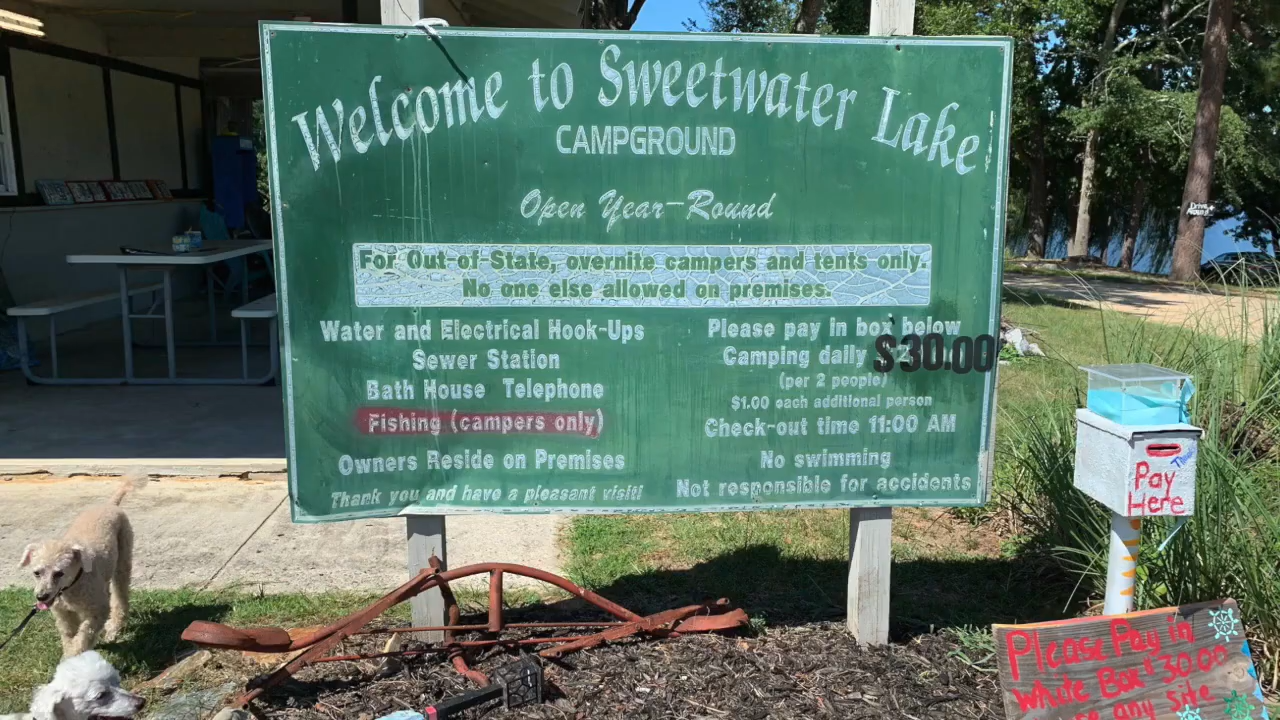 Welcome to Sweetwater Lake
CAMPGROUND
Open Year-Round
For Out-of-State, overnite campers and tents only.
No one else allowed on premises.
Water and Electrical Hook-Ups
Sewer Station
Bath House Telephone
Fishing (campers only)
Owners Reside on Premises
Thank you and have a pleasant visit!
Please pay in box below
Camping daily $30.00
(per 2 people)
$1.00 each additional person
Check-out time 11:00 AM
No swimming
Not responsible for accidents
Pay
Here
Please Pay in
White Box $30.00
any site